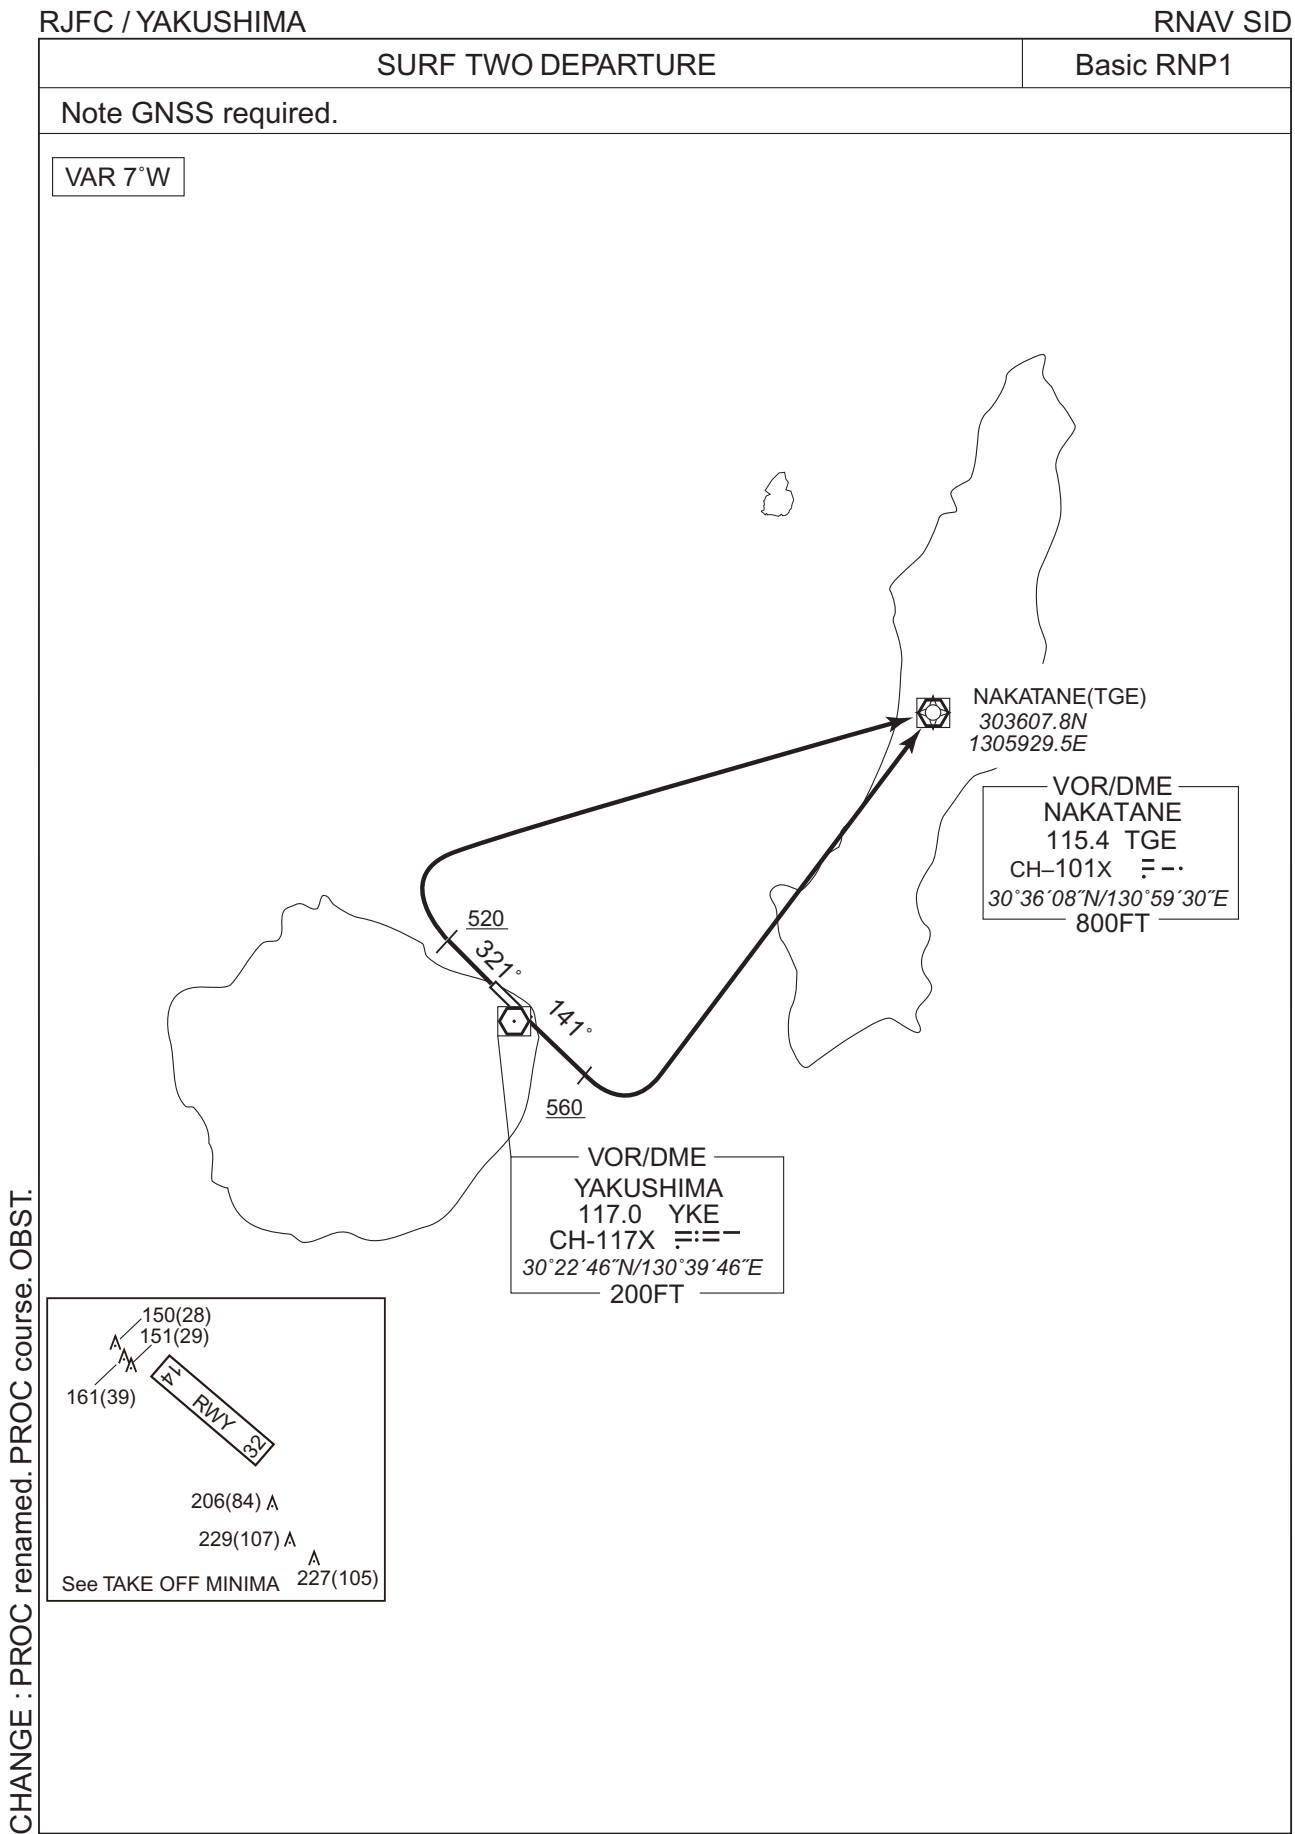 RJFC / YAKUSHIMA
RNAV SID
SURF TWO DEPARTURE
Basic RNP1
Note GNSS required.
VAR 7˚W
NAKATANE(TGE)
303607.8N
1305929.5E
VOR/DME
NAKATANE
115.4 TGE
CH–101X
30˚36´08˝N/130˚59´30˝E
800FT
520
321˚
141˚
560
VOR/DME
YAKUSHIMA
117.0 YKE
CH-117X
30˚22´46˝N/130˚39´46˝E
200FT
150(28)
151(29)
161(39)
14 RWY 32
206(84)
229(107)
227(105)
See TAKE OFF MINIMA
CHANGE : PROC renamed. PROC course. OBST.